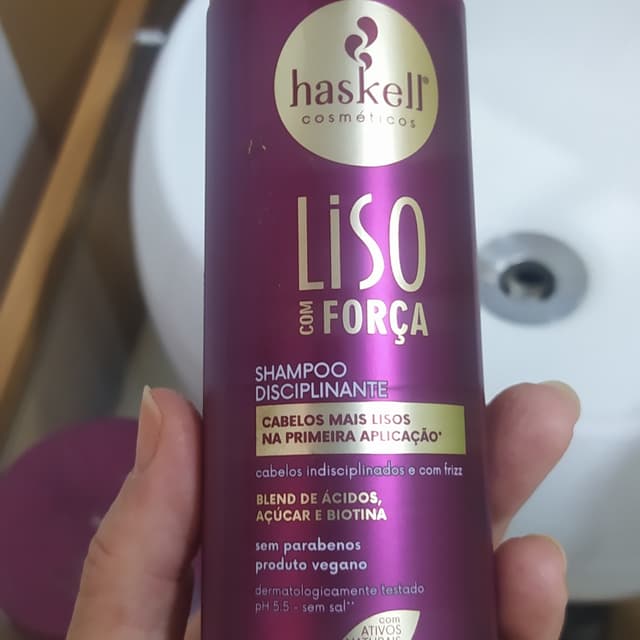 haskell®
cosméticos
LiSO
COM FORÇA
SHAMPOO
DISCIPLINANTE
CABELOS MAIS LISOS
NA PRIMEIRA APLICAÇÃO*
cabelos indisciplinados e com frizz
BLEND DE ÁCIDOS,
AÇÚCAR E BIOTINA
sem parabenos
produto vegano
dermatologicamente testado
pH 5.5 - sem sal**
com
ATIVOS
NATURAIS